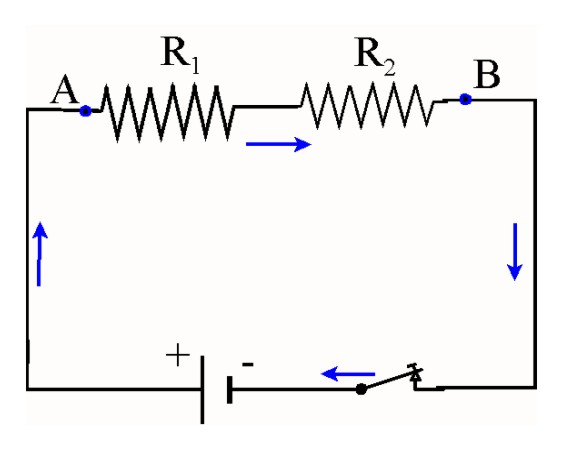 R₁
R₂
A
B
+
-